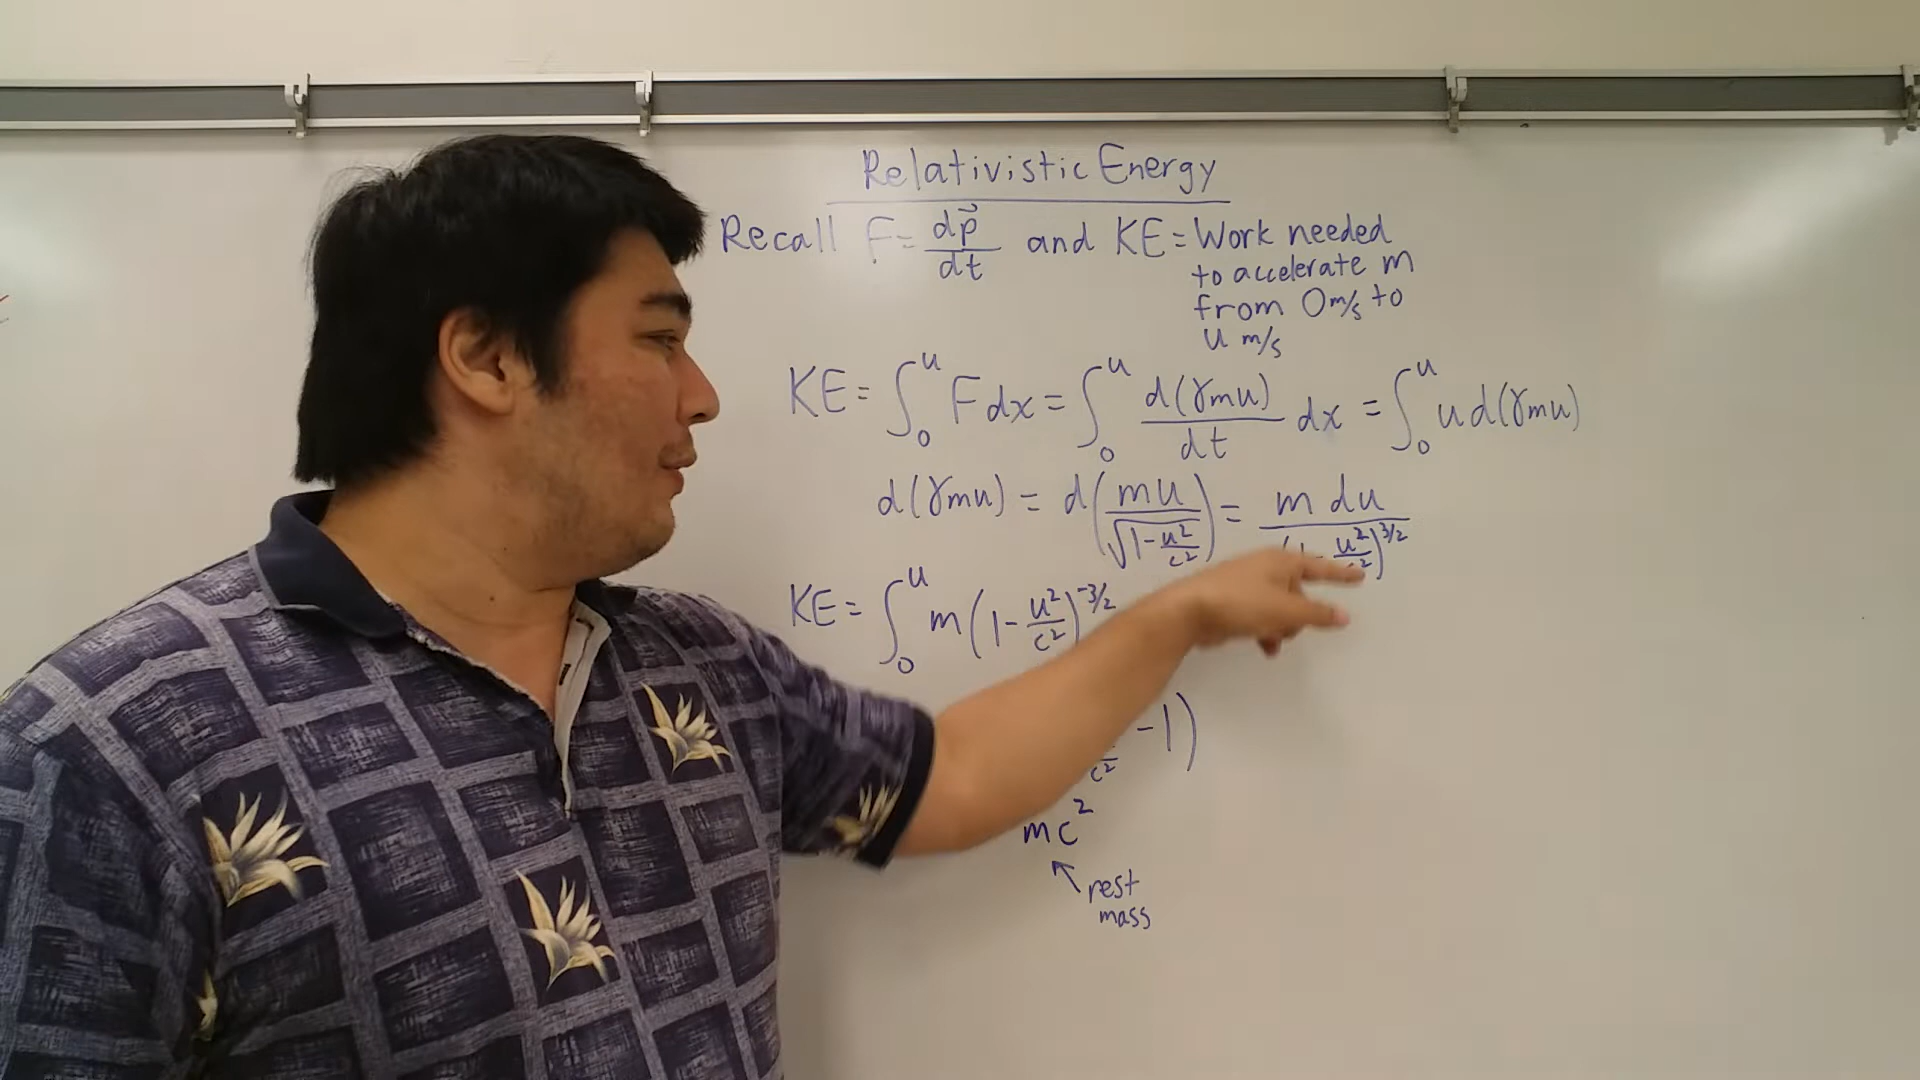 Relativistic Energy
Recall F = dp⃗/dt and KE = Work needed
to accelerate m
from 0 m/s to
u m/s
KE = ∫₀ᵘ F dx = ∫₀ᵘ d(γmu)/dt dx = ∫₀ᵘ u d(γmu)
d(γmu) = d(mu/√(1-u²/c²)) = m du/(1-u²/c²)^3/2
KE = ∫₀ᵘ m(1-u²/c²)^-3/2
c² -1)
mc²
rest
mass